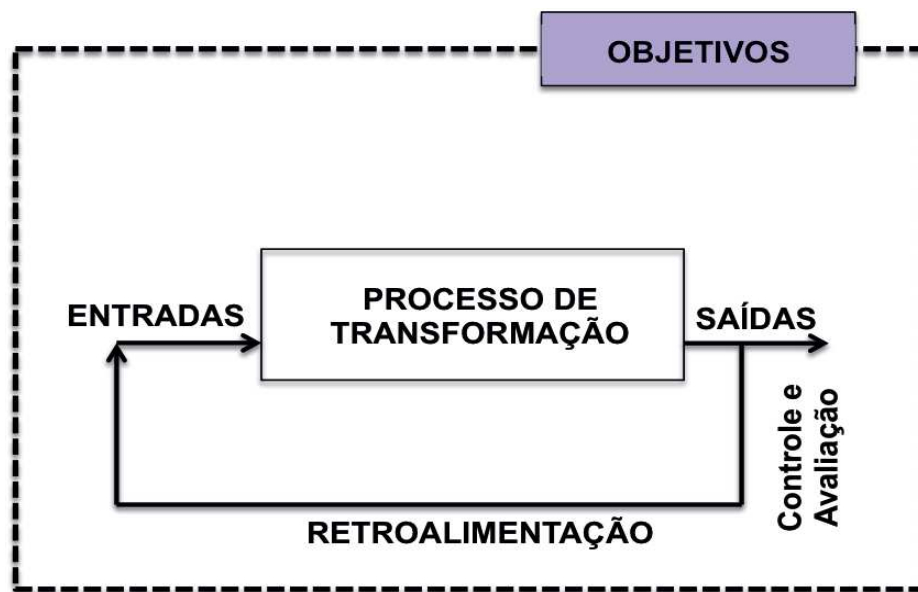 OBJETIVOS
ENTRADAS
PROCESSO DE
TRANSFORMAÇÃO
SAÍDAS
Controle e
Avaliação
RETROALIMENTAÇÃO